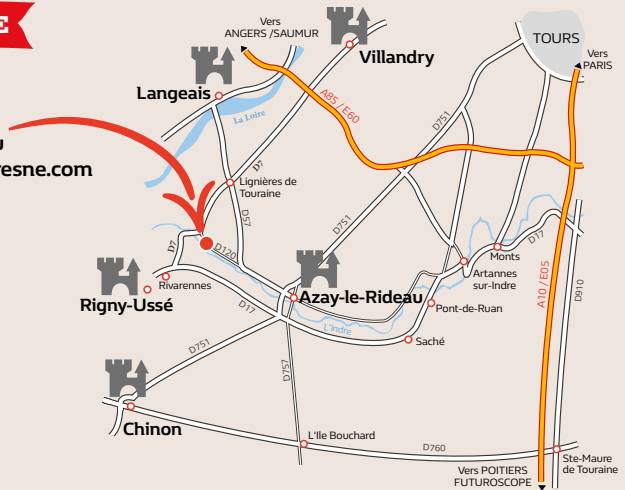 E
Vers
ANGERS /SAUMUR
Villandry
TOURS
Vers
PARIS
Langeais
La Loire
A85 / E60
D751
D7
u
resne.com
Lignières de
Touraine
D57
D751
D7
D120
Monts
D17
Artannes
sur-Indre
Rivarennes
Rigny-Ussé
Azay-le-Rideau
A10 / E05
D910
D17
Pont-de-Ruan
L'Indre
Saché
D751
D757
Chinon
L'Ile Bouchard
D760
Ste-Maure
de Touraine
Vers POITIERS
FUTUROSCOPE